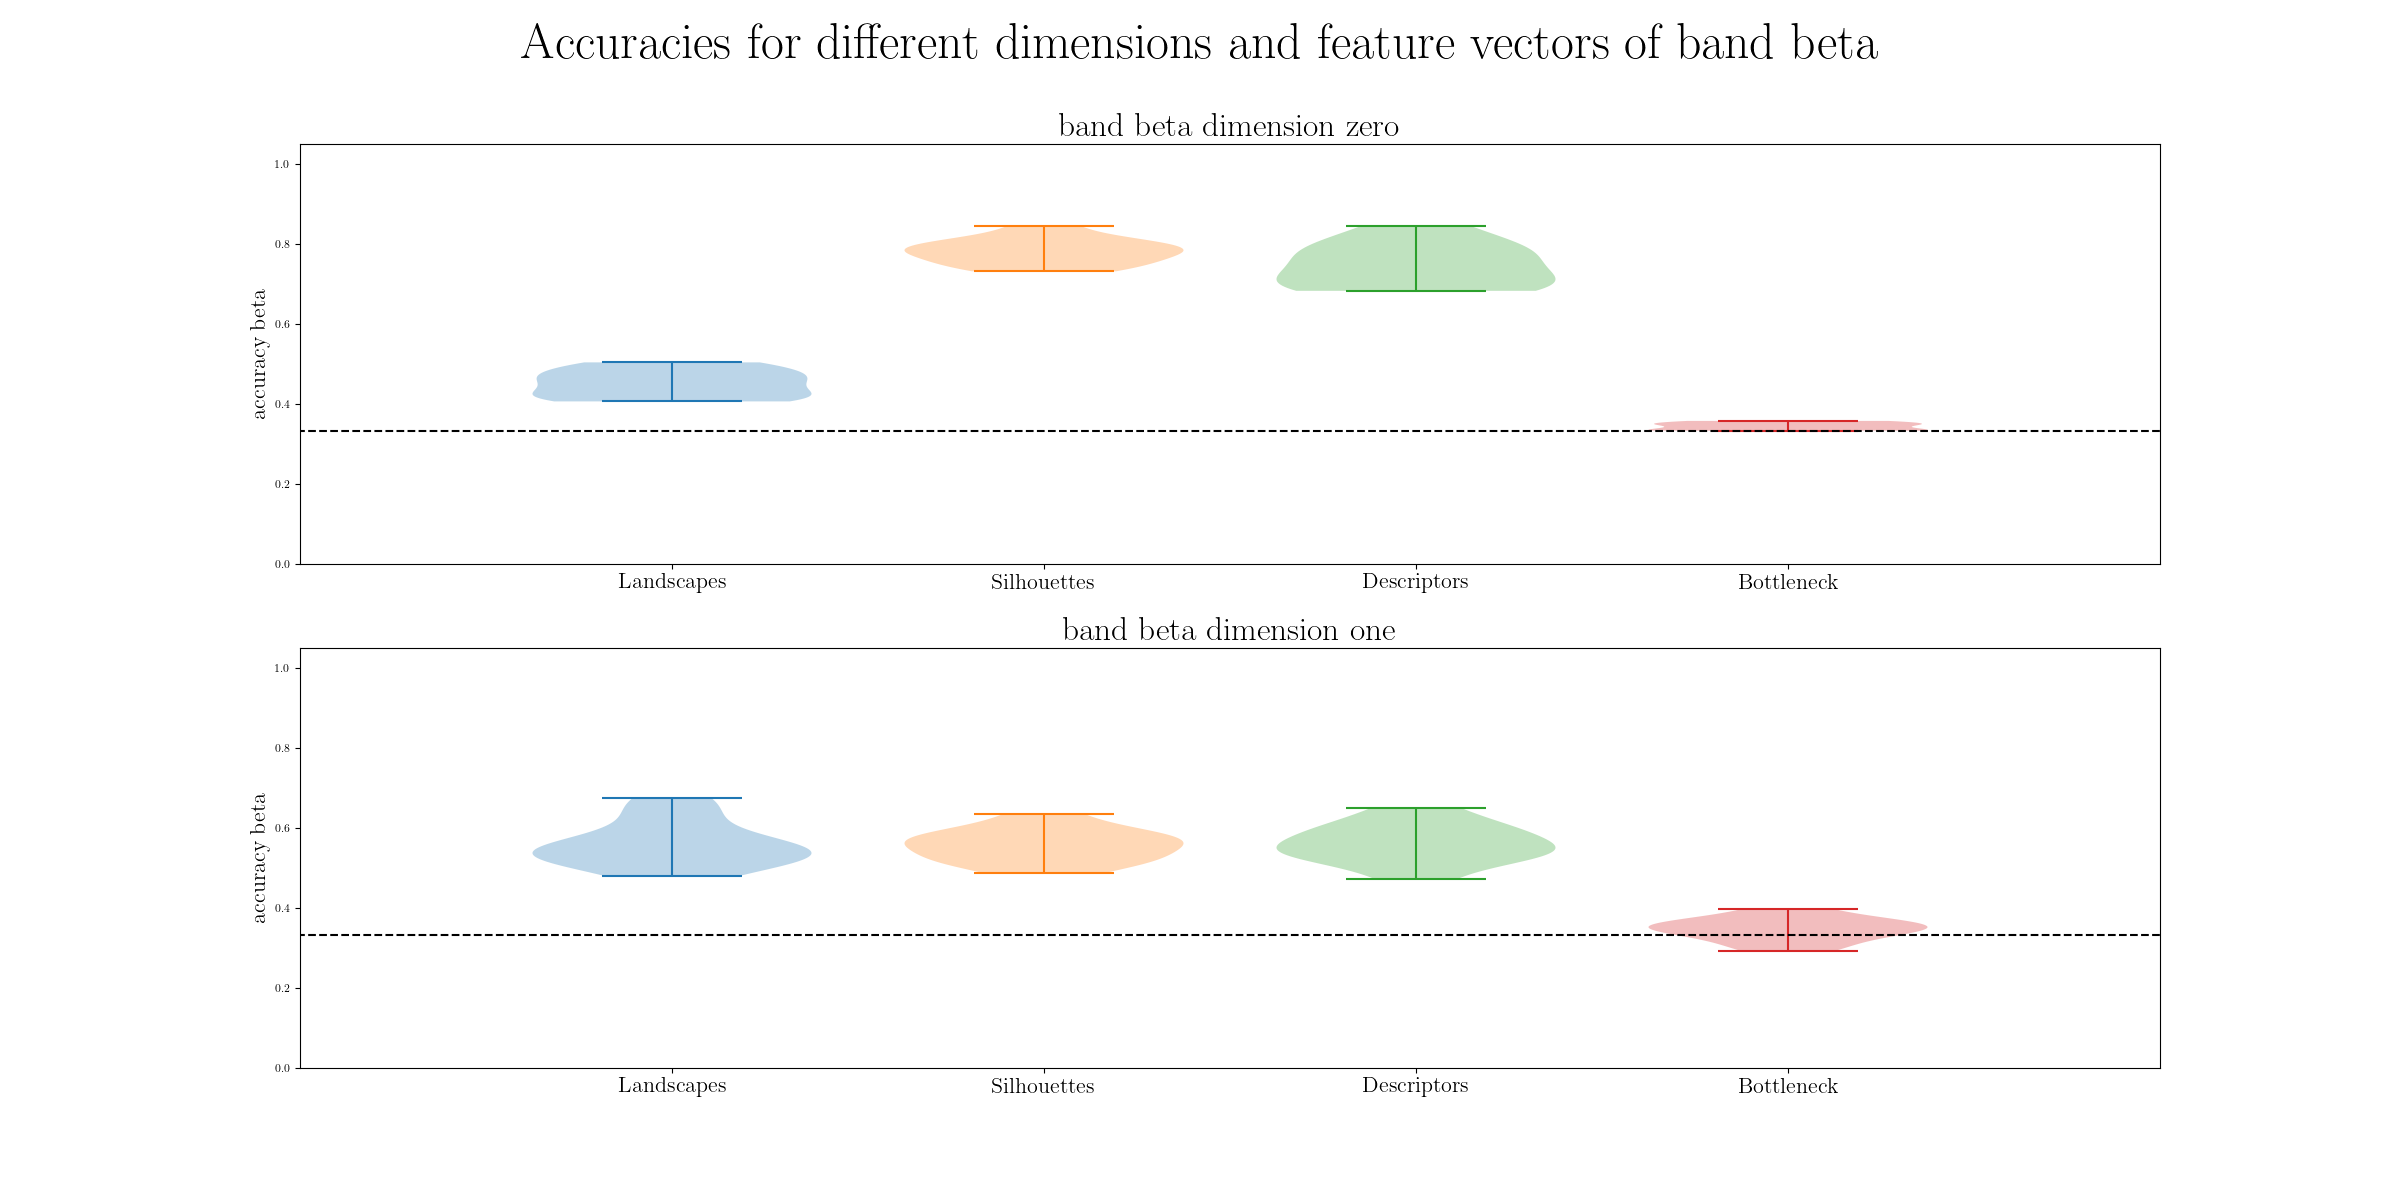 Accuracies for different dimensions and feature vectors of band beta
band beta dimension zero
accuracy beta
1.0
0.8
0.6
0.4
0.2
0.0
Landscapes Silhouettes Descriptors Bottleneck
band beta dimension one
accuracy beta
1.0
0.8
0.6
0.4
0.2
0.0
Landscapes Silhouettes Descriptors Bottleneck